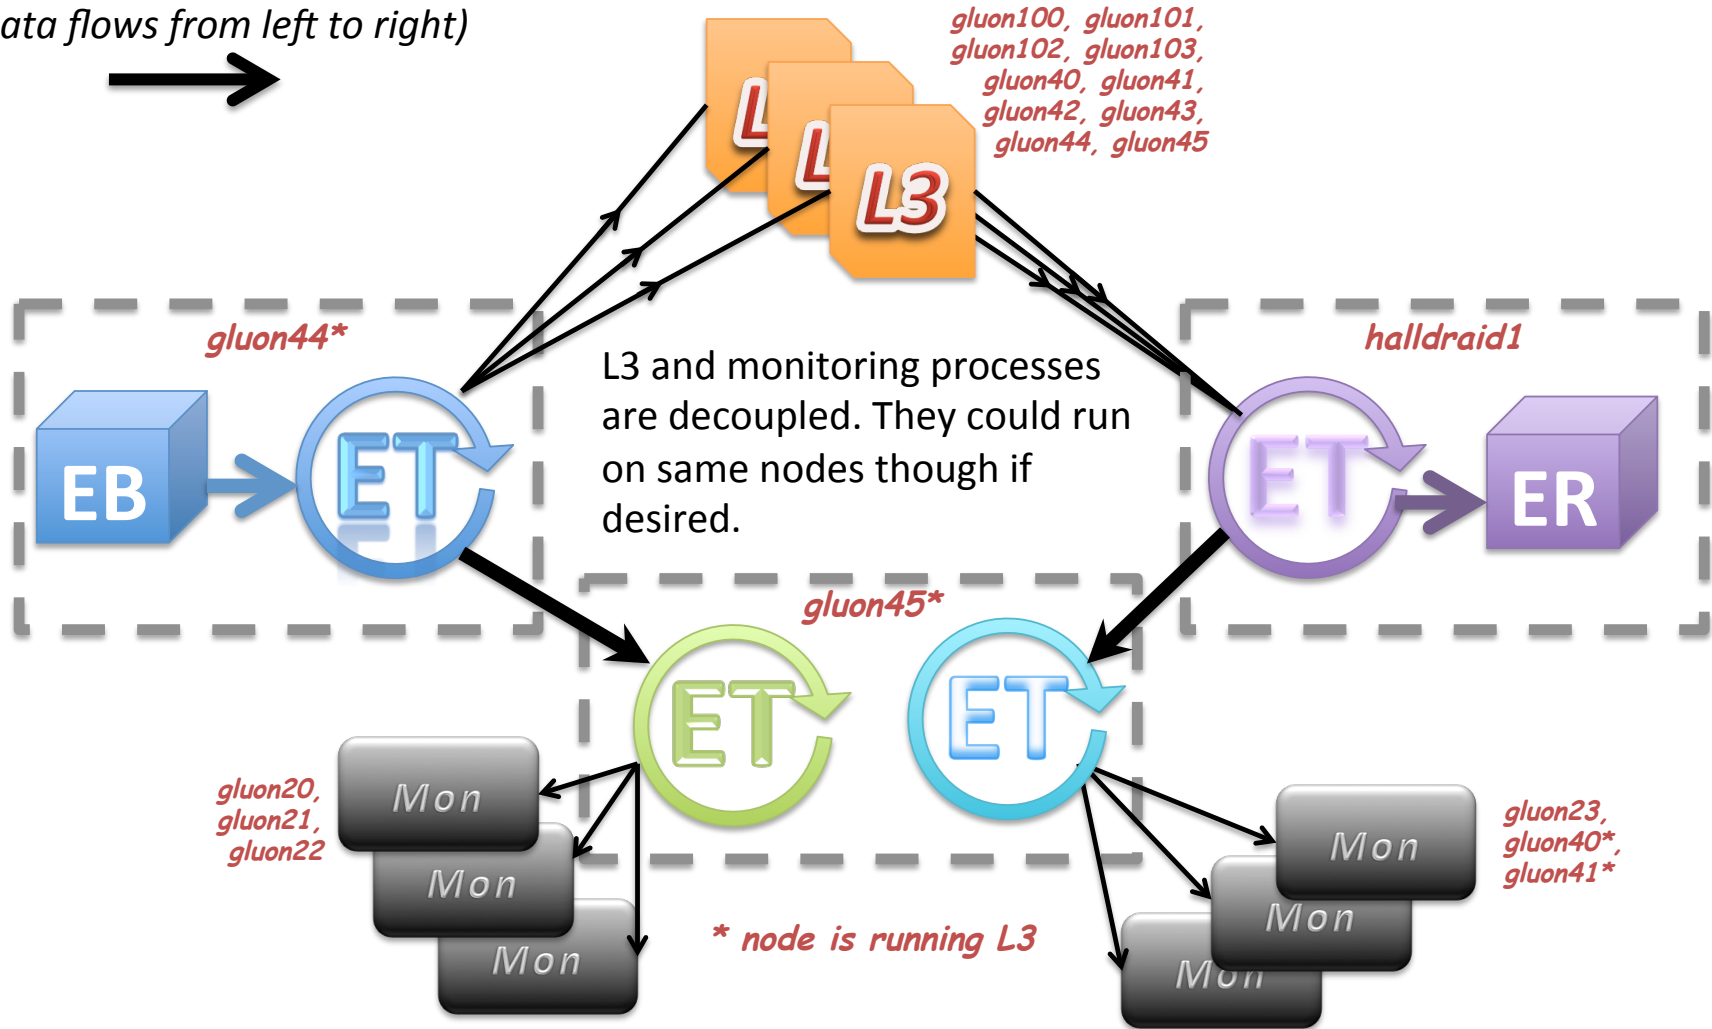 ata flows from left to right)
gluon100, gluon101,
gluon102, gluon103,
gluon40, gluon41,
gluon42, gluon43,
gluon44, gluon45
L
L
L3
gluon44*
halldraid1
L3 and monitoring processes
are decoupled. They could run
on same nodes though if
desired.
EB
ET
ET
ER
gluon45*
ET
ET
gluon20,
gluon21,
gluon22
Mon
Mon
Mon
Mon
Mon
Mon
gluon23,
gluon40*,
gluon41*
* node is running L3